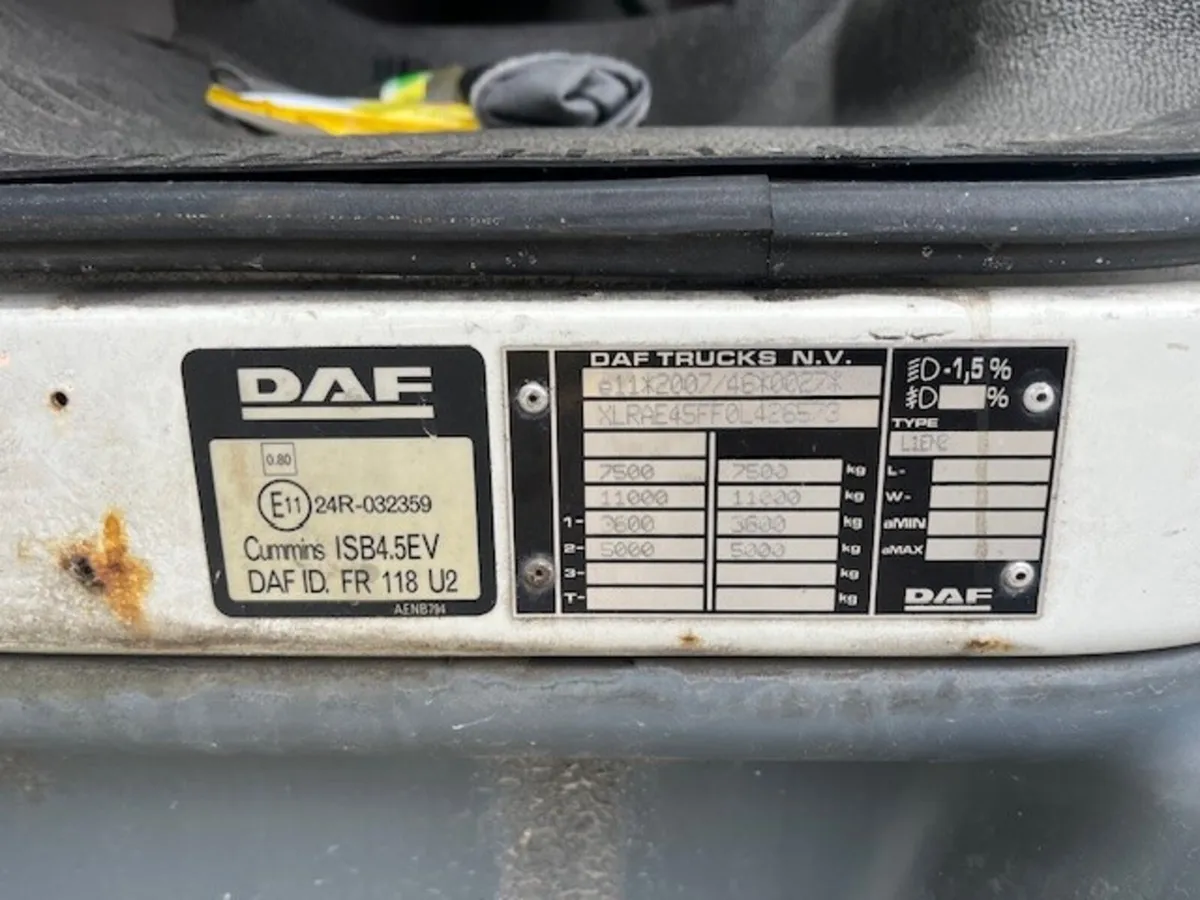 DAF
0.80
E11 24R-032359
Cummins ISB4.5EV
DAF ID. FR 118 U2
AENB794
DAF TRUCKS N.V.
e11*2007/46*0027*
XLRAE45FF0L426573
7500 7500 kg
11000 11000 kg
1- 3600 3600 kg
2- 5000 5000 kg
3- kg
T- kg
-1,5 %
%
TYPE
L-
W-
aMIN
aMAX
DAF